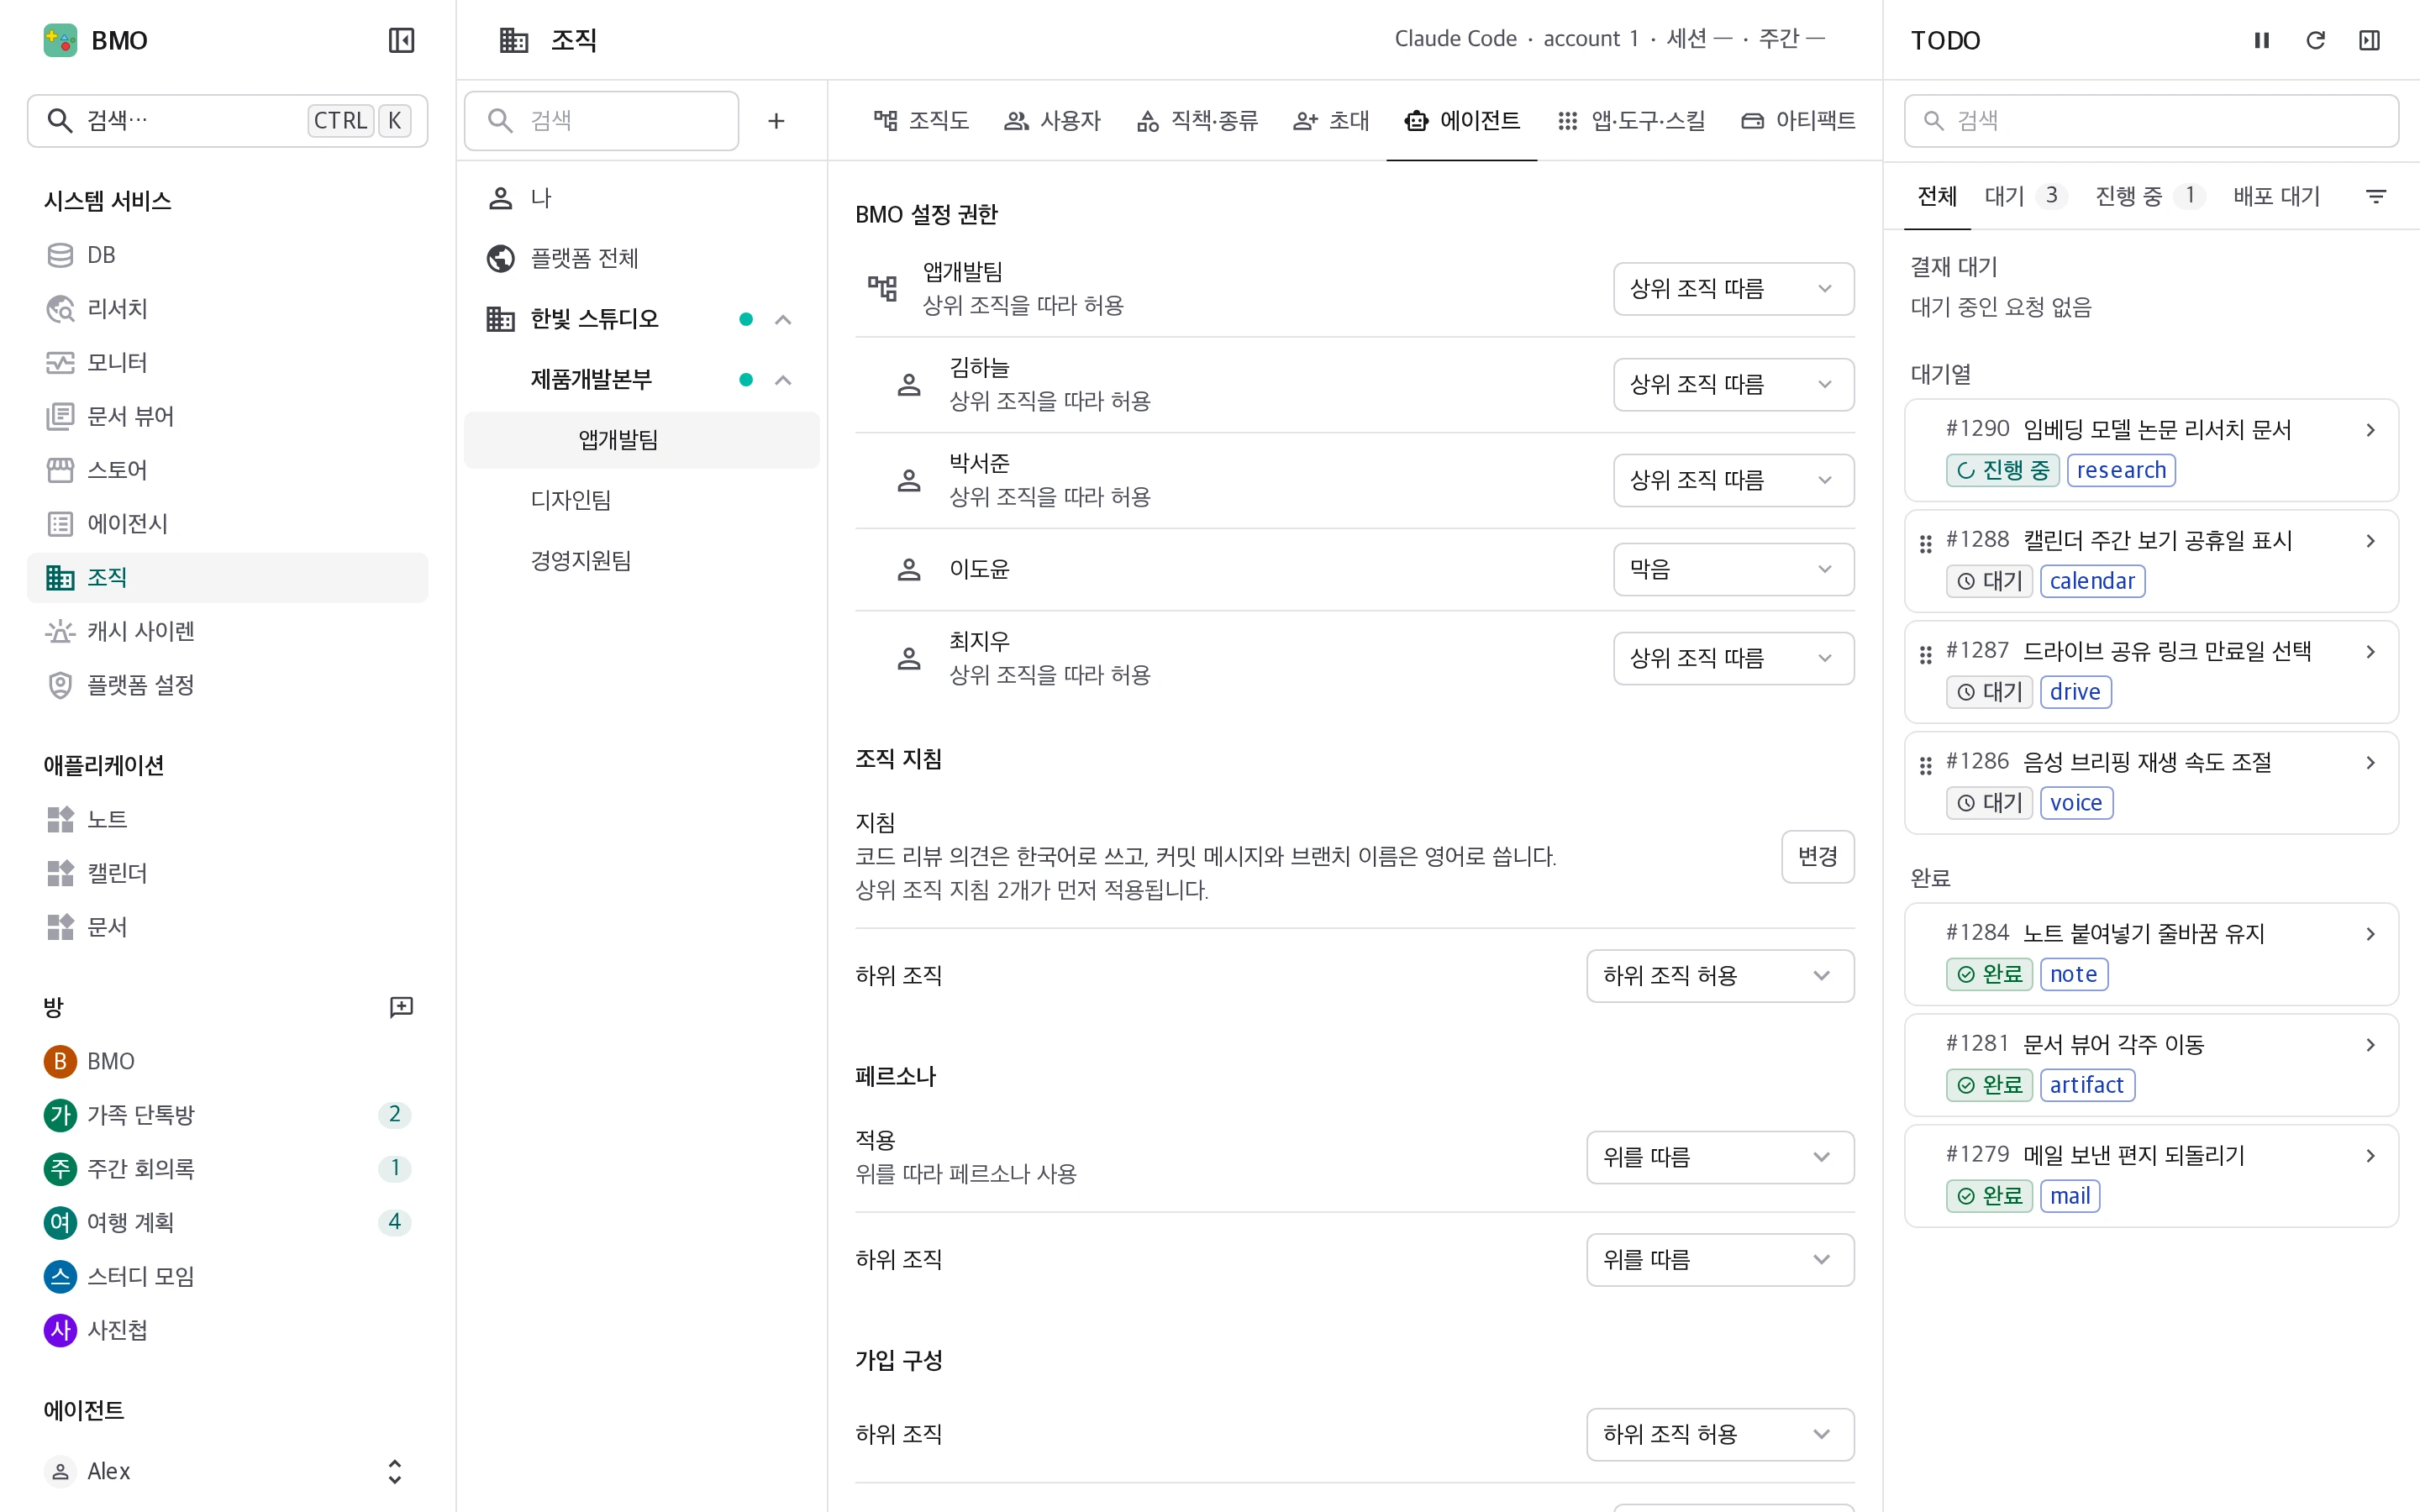 BMO
검색…
CTRL K
시스템 서비스
DB
리서치
모니터
문서 뷰어
스토어
에이전시
조직
캐시 사이렌
플랫폼 설정
애플리케이션
노트
캘린더
문서
방
B BMO
가 가족 단톡방 2
주 주간 회의록 1
여 여행 계획 4
스 스터디 모임
사 사진첩
에이전트
Alex
조직
Claude Code · account 1 · 세션 — · 주간 —
검색
나
플랫폼 전체
한빛 스튜디오
제품개발본부
앱개발팀
디자인팀
경영지원팀
조직도
사용자
직책·종류
초대
에이전트
앱·도구·스킬
아티팩트
BMO 설정 권한
앱개발팀
상위 조직을 따라 허용
상위 조직 따름
김하늘
상위 조직을 따라 허용
상위 조직 따름
박서준
상위 조직을 따라 허용
상위 조직 따름
이도윤
막음
최지우
상위 조직을 따라 허용
상위 조직 따름
조직 지침
지침
코드 리뷰 의견은 한국어로 쓰고, 커밋 메시지와 브랜치 이름은 영어로 씁니다.
상위 조직 지침 2개가 먼저 적용됩니다.
변경
하위 조직
하위 조직 허용
페르소나
적용
위를 따라 페르소나 사용
위를 따름
하위 조직
위를 따름
가입 구성
하위 조직
하위 조직 허용
TODO
검색
전체
대기 3
진행 중 1
배포 대기
결재 대기
대기 중인 요청 없음
대기열
#1290 임베딩 모델 논문 리서치 문서
진행 중 research
#1288 캘린더 주간 보기 공휴일 표시
대기 calendar
#1287 드라이브 공유 링크 만료일 선택
대기 drive
#1286 음성 브리핑 재생 속도 조절
대기 voice
완료
#1284 노트 붙여넣기 줄바꿈 유지
완료 note
#1281 문서 뷰어 각주 이동
완료 artifact
#1279 메일 보낸 편지 되돌리기
완료 mail